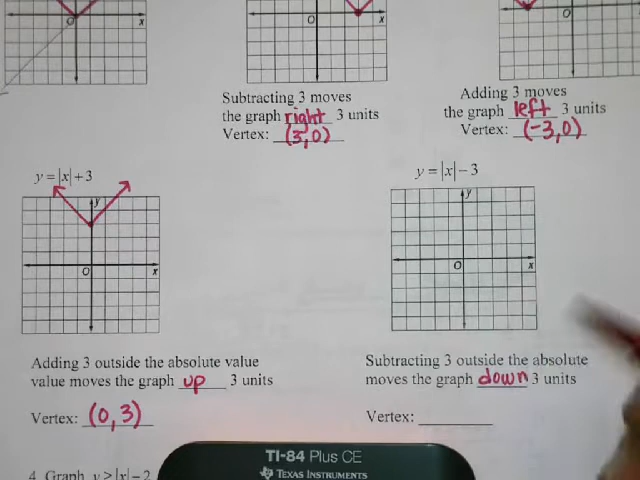 O x
O
O
Subtracting 3 moves
the graph right 3 units
Vertex: (3,0)
Adding 3 moves
the graph left 3 units
Vertex: (-3,0)
y = |x| + 3
y
O x
Adding 3 outside the absolute value
value moves the graph up 3 units
Vertex: (0,3)
y = |x| - 3
y
O x
Subtracting 3 outside the absolute
moves the graph down 3 units
Vertex:
4. Graph y > |x| - 2
TI-84 Plus CE
TEXAS INSTRUMENTS